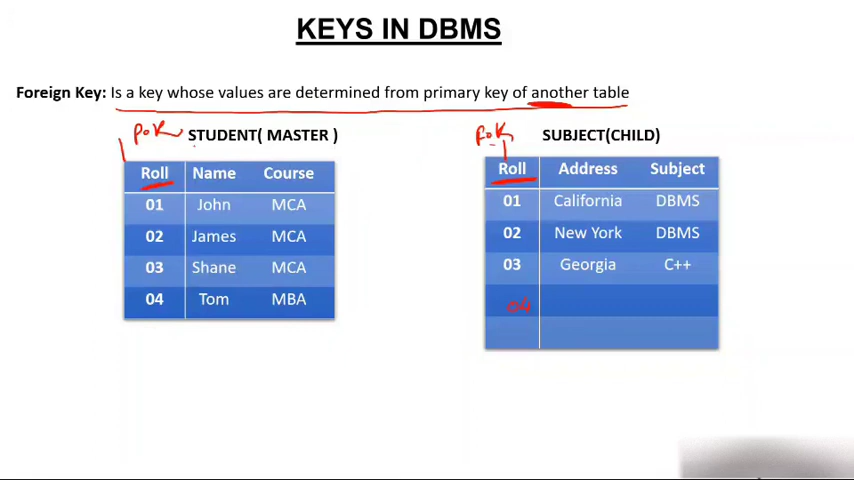 KEYS IN DBMS
Foreign Key: Is a key whose values are determined from primary key of another table
P.K STUDENT( MASTER )
Roll Name Course
01 John MCA
02 James MCA
03 Shane MCA
04 Tom MBA
F.K SUBJECT(CHILD)
Roll Address Subject
01 California DBMS
02 New York DBMS
03 Georgia C++
04